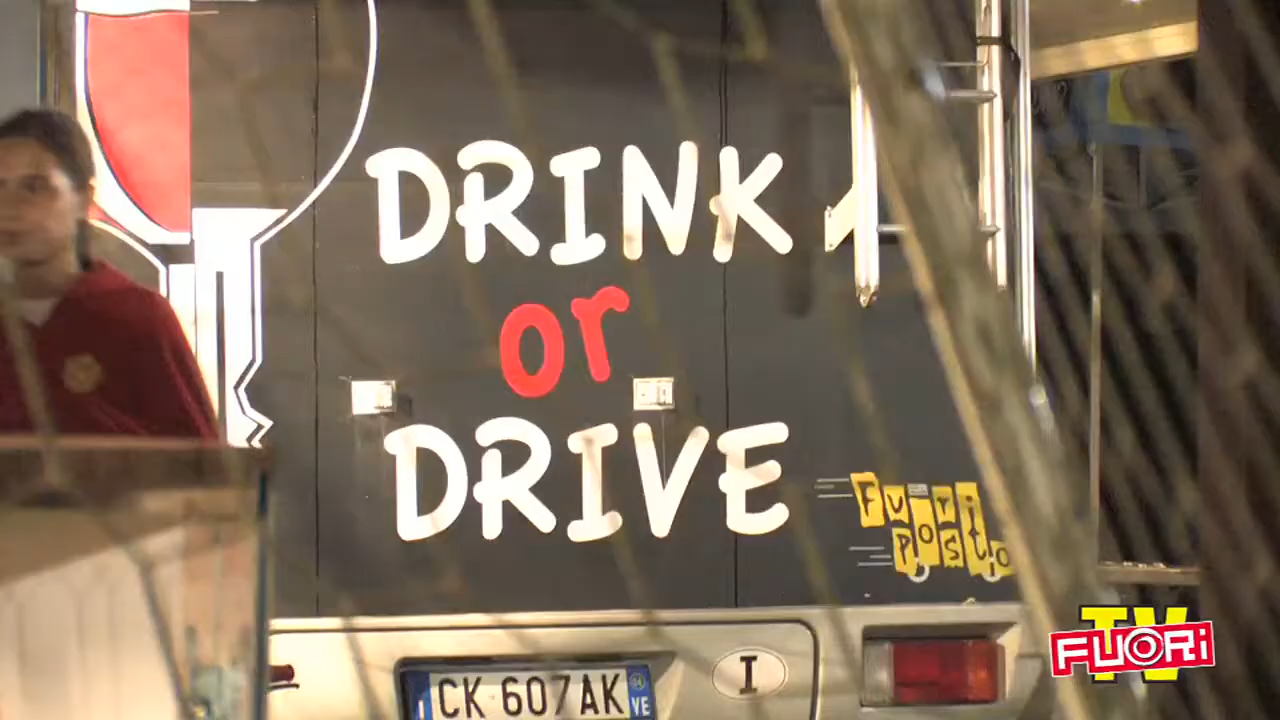 DRINK
or
DRIVE
Fuori
Posto
TV
FUORi
I
CK 607AK
I
VE